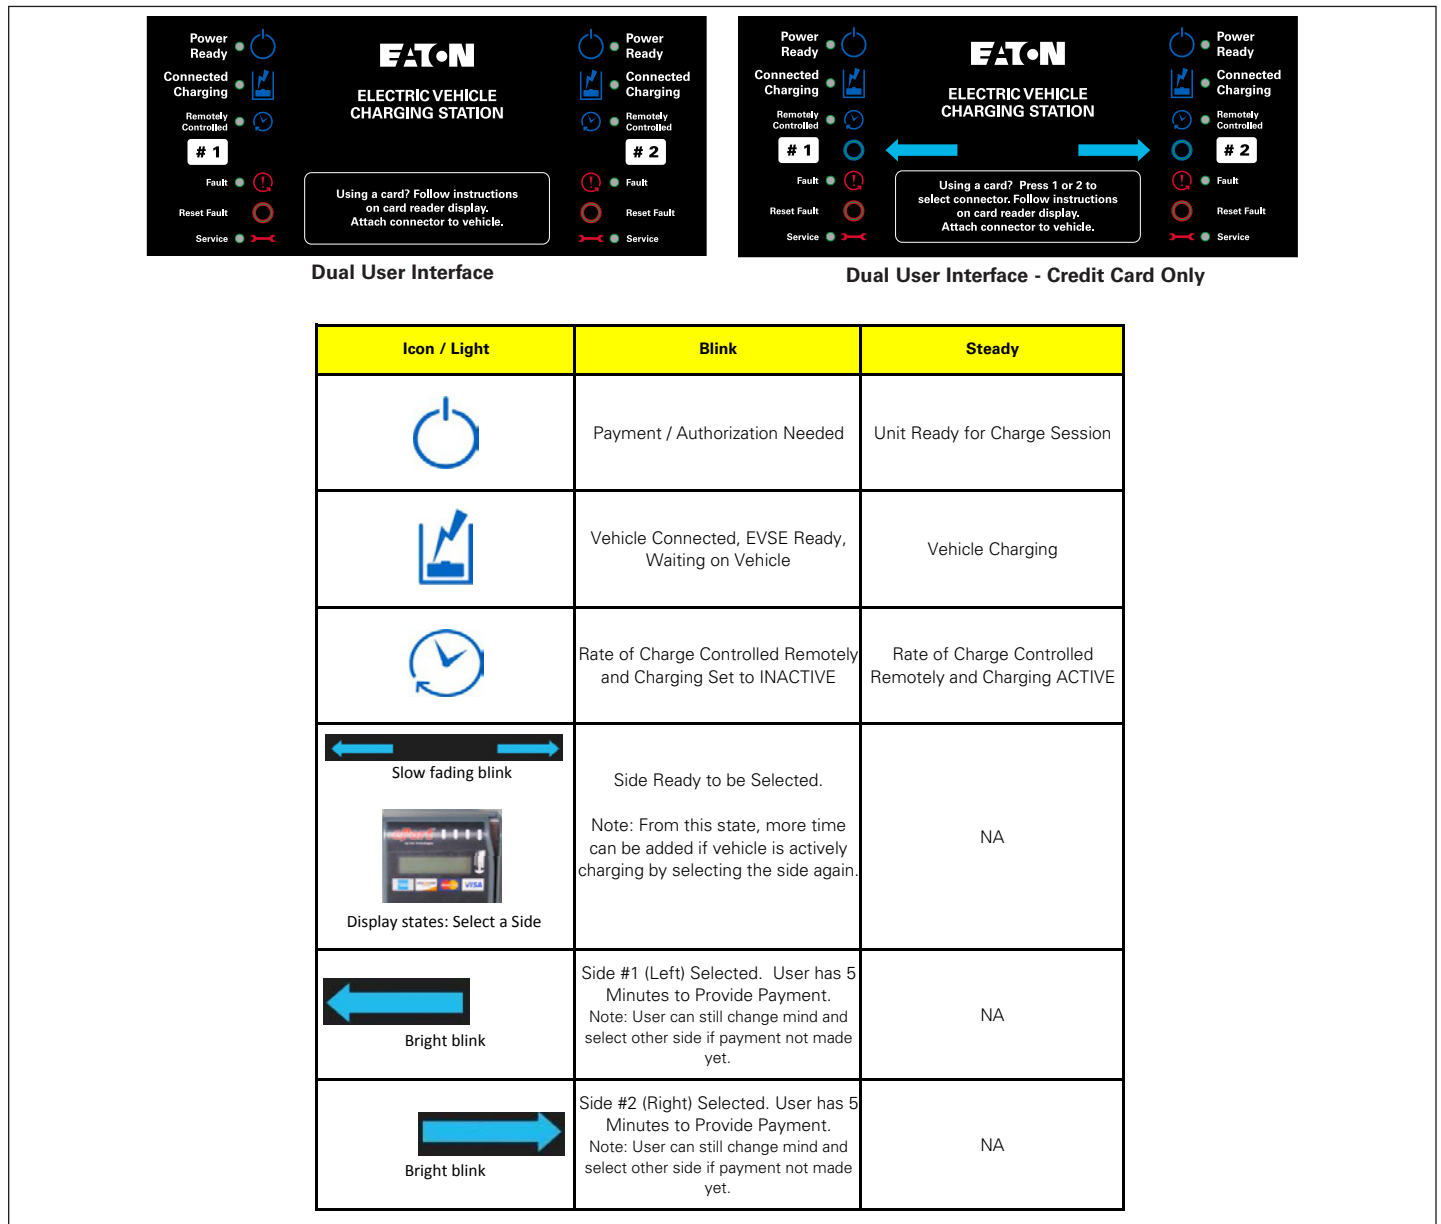 Power
Ready
Connected
Charging
Remotely
Controlled
# 1
Fault
Reset Fault
Service
EATON
ELECTRIC VEHICLE
CHARGING STATION
Using a card? Follow instructions
on card reader display.
Attach connector to vehicle.
Power
Ready
Connected
Charging
Remotely
Controlled
# 2
Fault
Reset Fault
Service
Dual User Interface
Power
Ready
Connected
Charging
Remotely
Controlled
# 1
Fault
Reset Fault
Service
EATON
ELECTRIC VEHICLE
CHARGING STATION
Using a card? Press 1 or 2 to
select connector. Follow instructions
on card reader display.
Attach connector to vehicle.
Power
Ready
Connected
Charging
Remotely
Controlled
# 2
Fault
Reset Fault
Service
Dual User Interface - Credit Card Only
Icon / Light
Blink
Steady
Payment / Authorization Needed
Unit Ready for Charge Session
Vehicle Connected, EVSE Ready,
Waiting on Vehicle
Vehicle Charging
Rate of Charge Controlled Remotely
and Charging Set to INACTIVE
Rate of Charge Controlled
Remotely and Charging ACTIVE
Slow fading blink
VISA
Display states: Select a Side
Side Ready to be Selected.
Note: From this state, more time
can be added if vehicle is actively
charging by selecting the side again.
NA
Bright blink
Side #1 (Left) Selected. User has 5
Minutes to Provide Payment.
Note: User can still change mind and
select other side if payment not made
yet.
NA
Bright blink
Side #2 (Right) Selected. User has 5
Minutes to Provide Payment.
Note: User can still change mind and
select other side if payment not made
yet.
NA